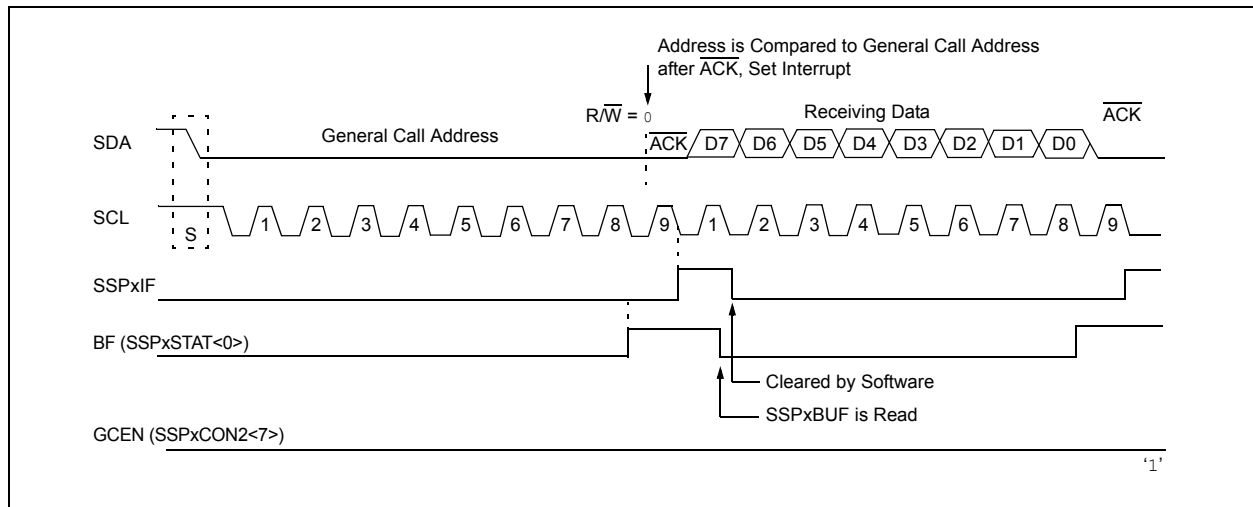 Address is Compared to General Call Address
after ACK, Set Interrupt
R/W = 0
Receiving Data
ACK
SDA
General Call Address
ACK D7 D6 D5 D4 D3 D2 D1 D0
SCL
S
1 2 3 4 5 6 7 8 9 1 2 3 4 5 6 7 8 9
SSPxIF
BF (SSPxSTAT<0>)
Cleared by Software
SSPxBUF is Read
GCEN (SSPxCON2<7>)
‘1’